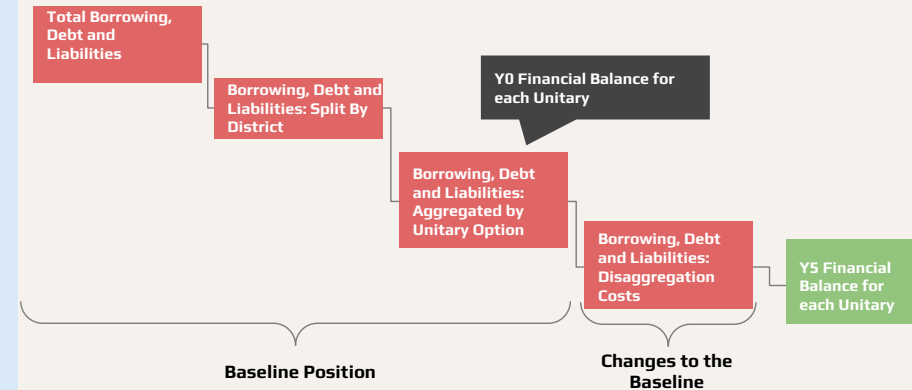 Total Borrowing,
Debt and
Liabilities
Borrowing, Debt and
Liabilities: Split By
District
Y0 Financial Balance for
each Unitary
Borrowing, Debt
and Liabilities:
Aggregated by
Unitary Option
Borrowing, Debt
and Liabilities:
Disaggregation
Costs
Y5 Financial
Balance for
each Unitary
Baseline Position
Changes to the
Baseline